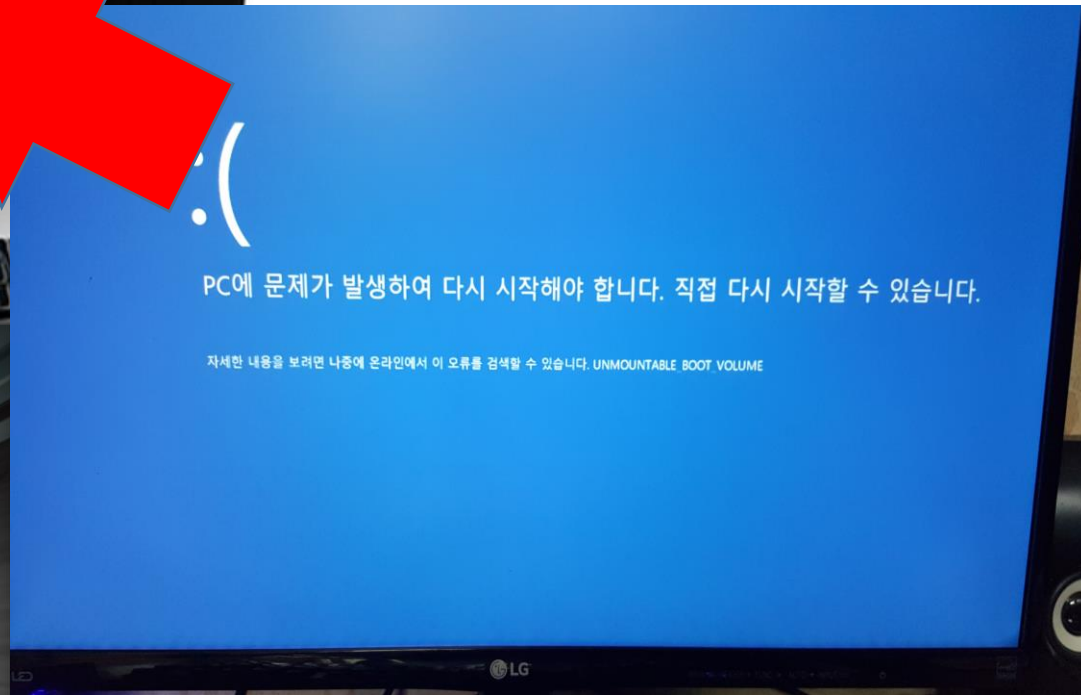 :(
PC에 문제가 발생하여 다시 시작해야 합니다. 직접 다시 시작할 수 있습니다.
자세한 내용을 보려면 나중에 온라인에서 이 오류를 검색할 수 있습니다. UNMOUNTABLE_BOOT_VOLUME
LED
LG